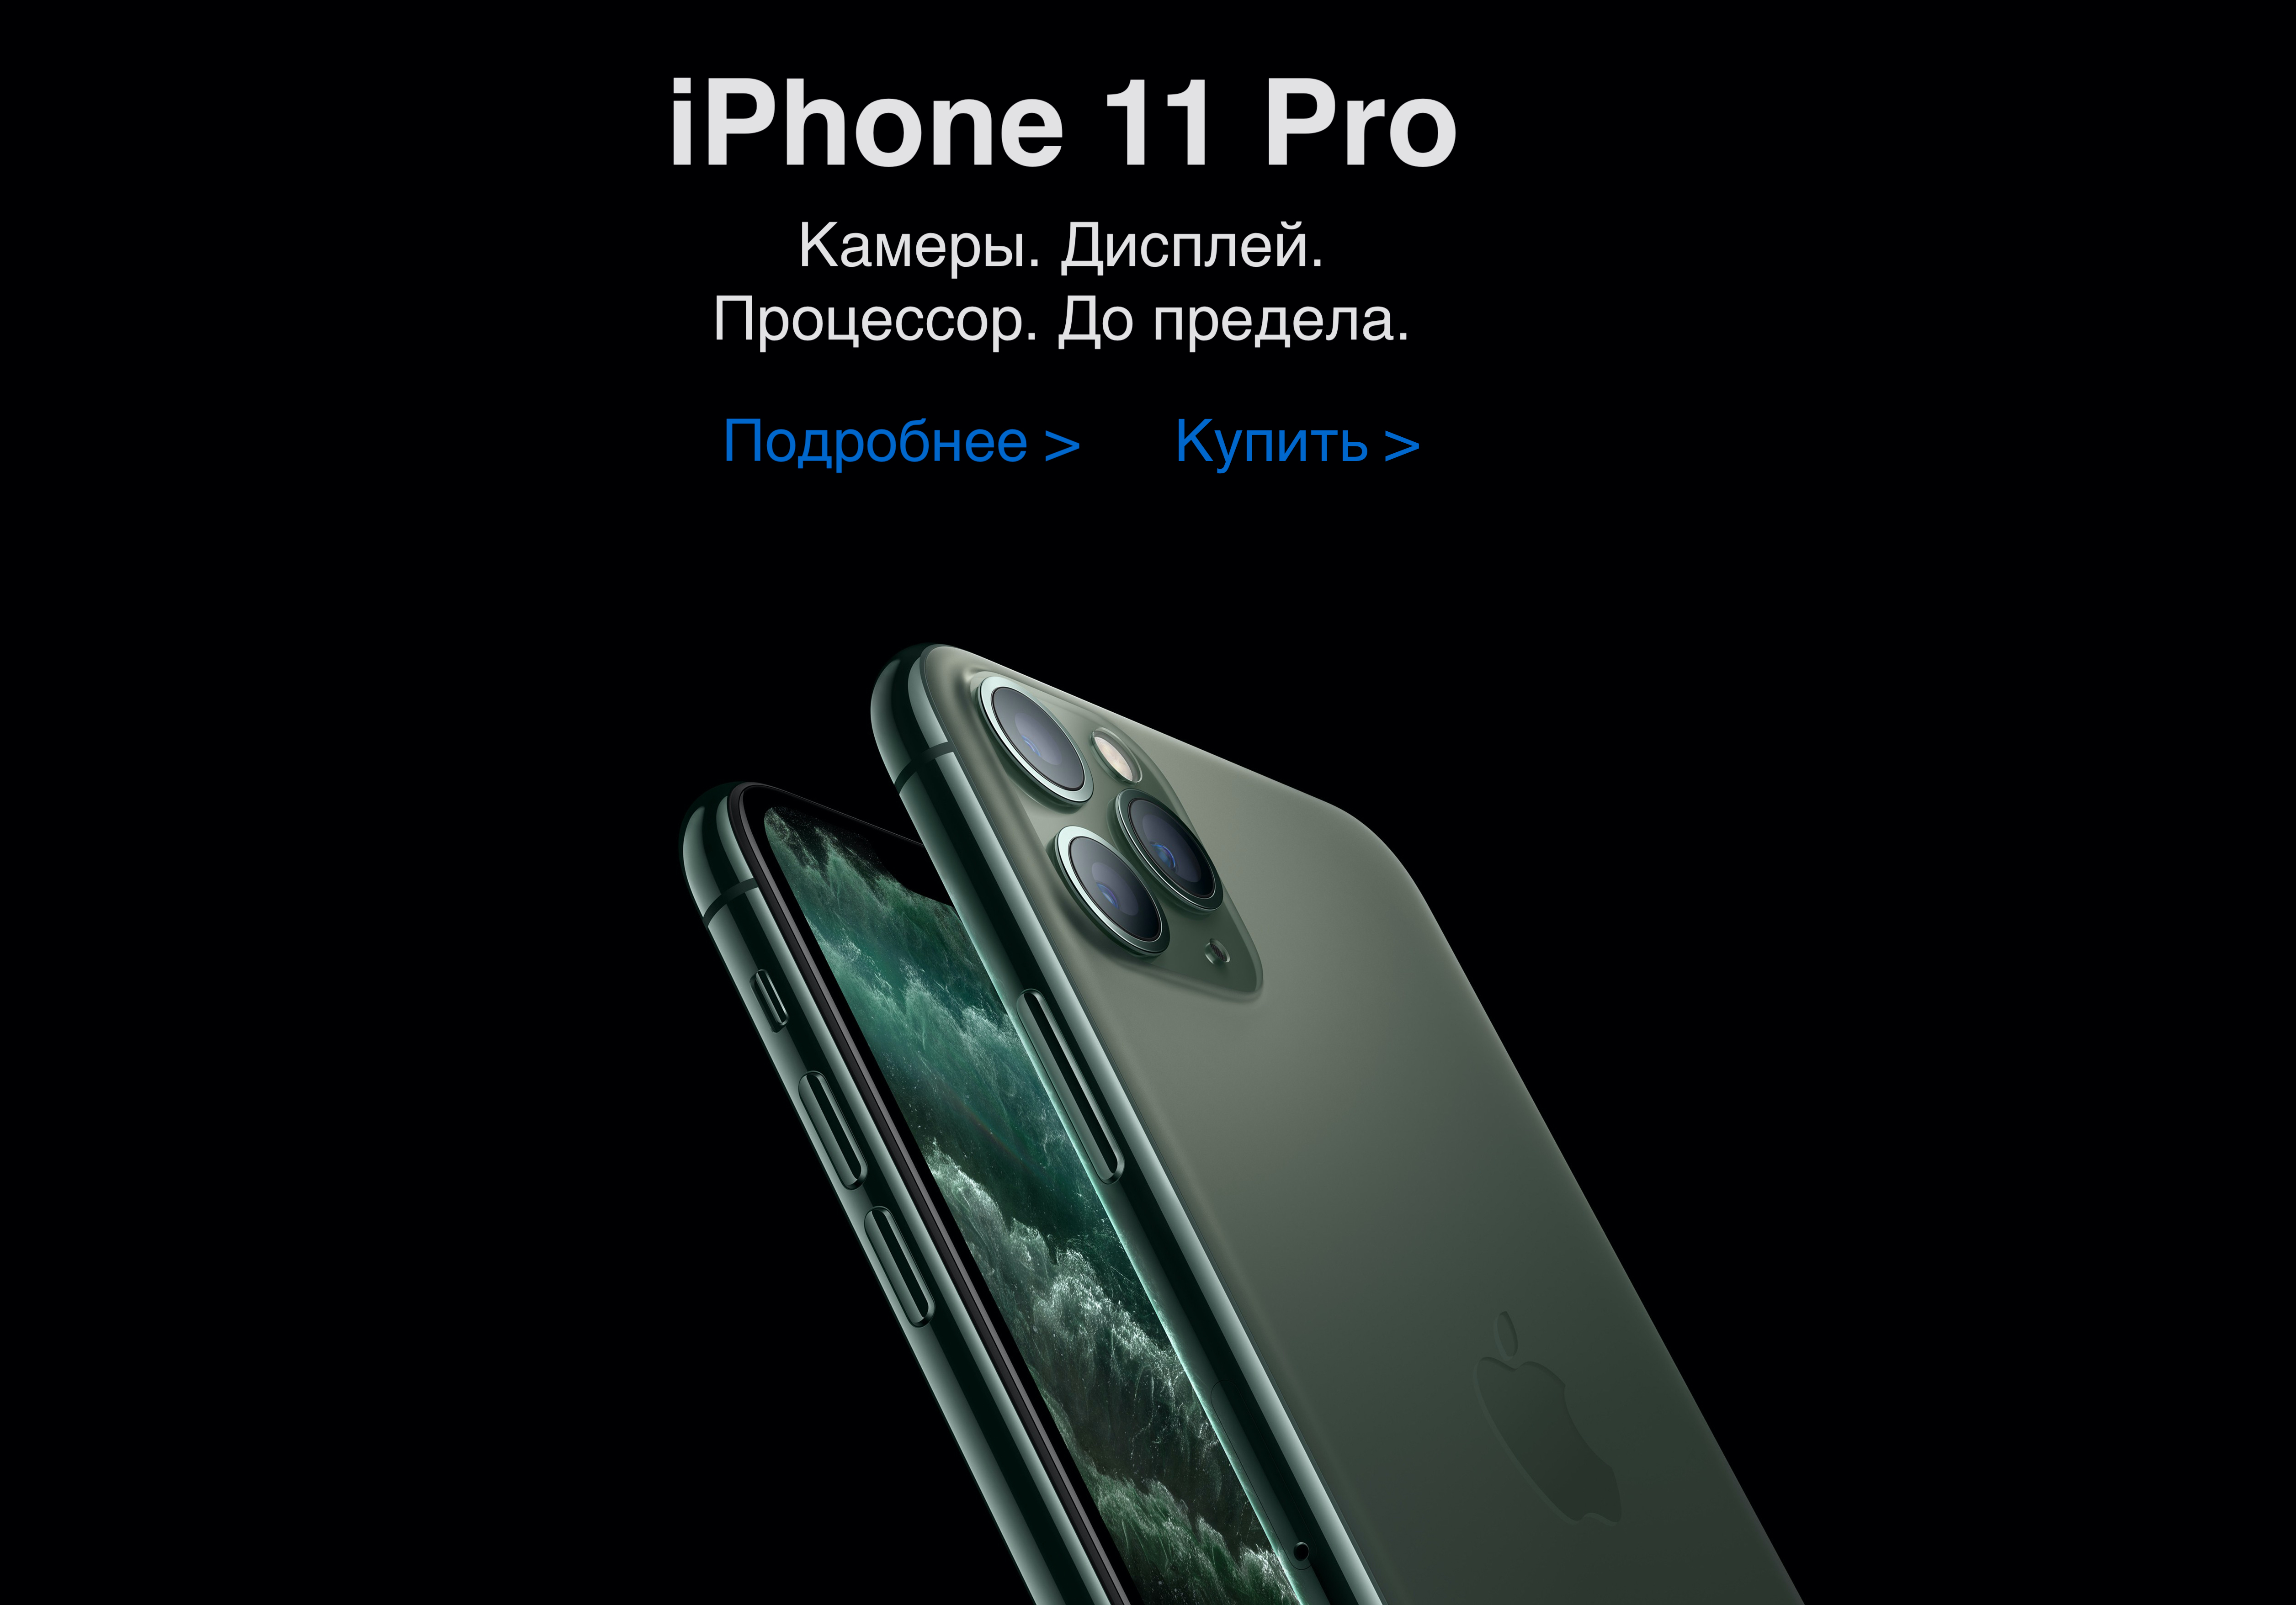 iPhone 11 Pro
Камеры. Дисплей.
Процессор. До предела.
Подробнее > Купить >